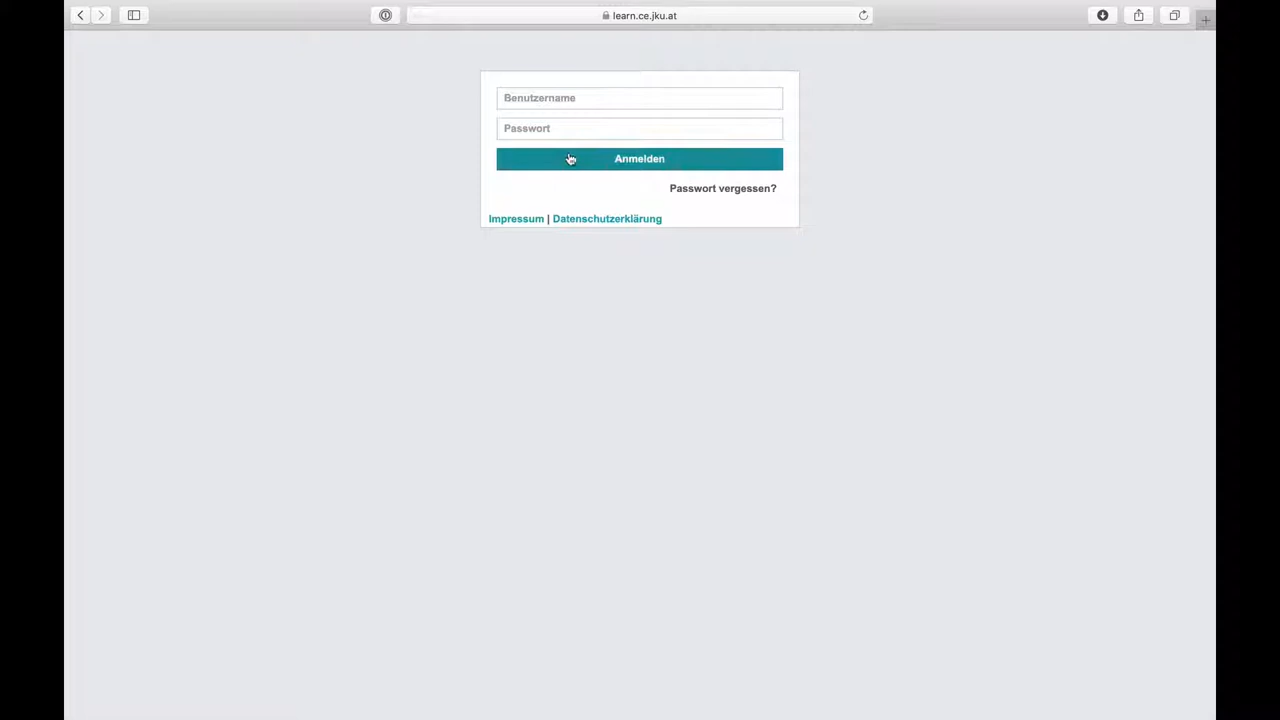 learn.ce.jku.at
Benutzername
Passwort
Anmelden
Passwort vergessen?
Impressum | Datenschutzerklärung